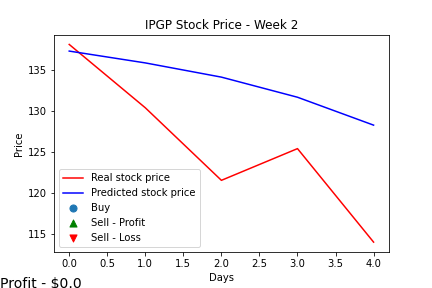 IPGP Stock Price - Week 2
Price
135
130
125
120
115
Real stock price
Predicted stock price
Buy
Sell - Profit
Sell - Loss
0.0 0.5 1.0 1.5 2.0 2.5 3.0 3.5 4.0
Days
Profit - $0.0